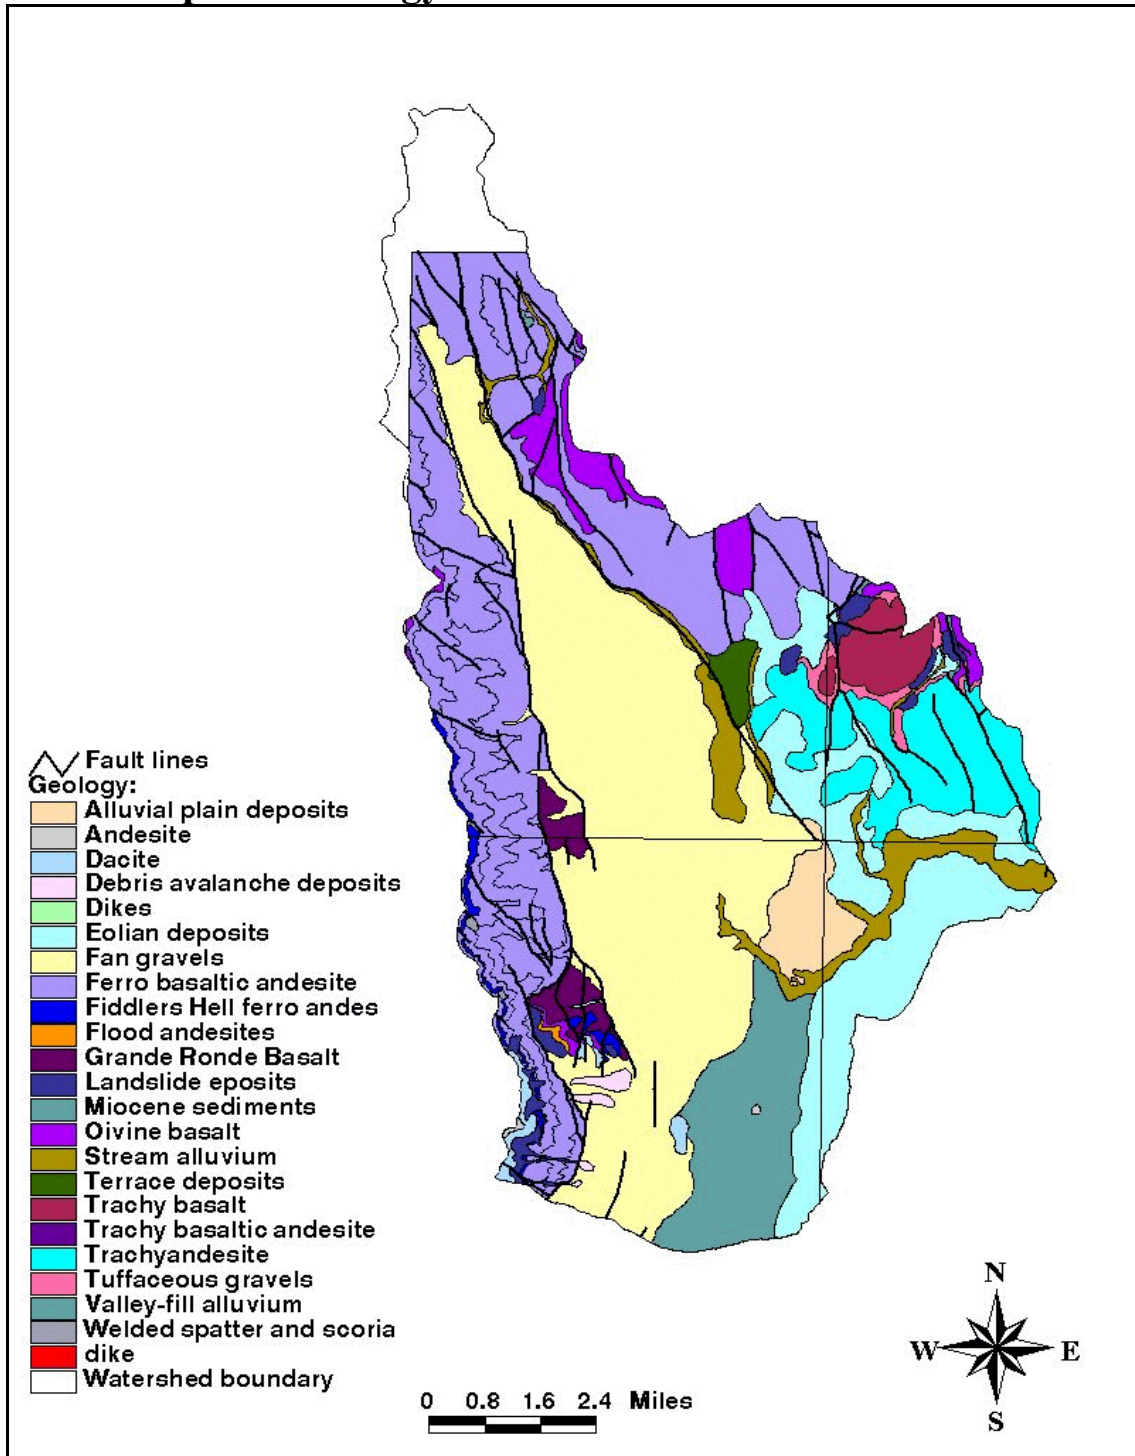 Fault lines
Geology:
Alluvial plain deposits
Andesite
Dacite
Debris avalanche deposits
Dikes
Eolian deposits
Fan gravels
Ferro basaltic andesite
Fiddlers Hell ferro andes
Flood andesites
Grande Ronde Basalt
Landslide eposits
Miocene sediments
Oivine basalt
Stream alluvium
Terrace deposits
Trachy basalt
Trachy basaltic andesite
Trachyandesite
Tuffaceous gravels
Valley-fill alluvium
Welded spatter and scoria
dike
Watershed boundary
0 0.8 1.6 2.4 Miles
N
W E
S